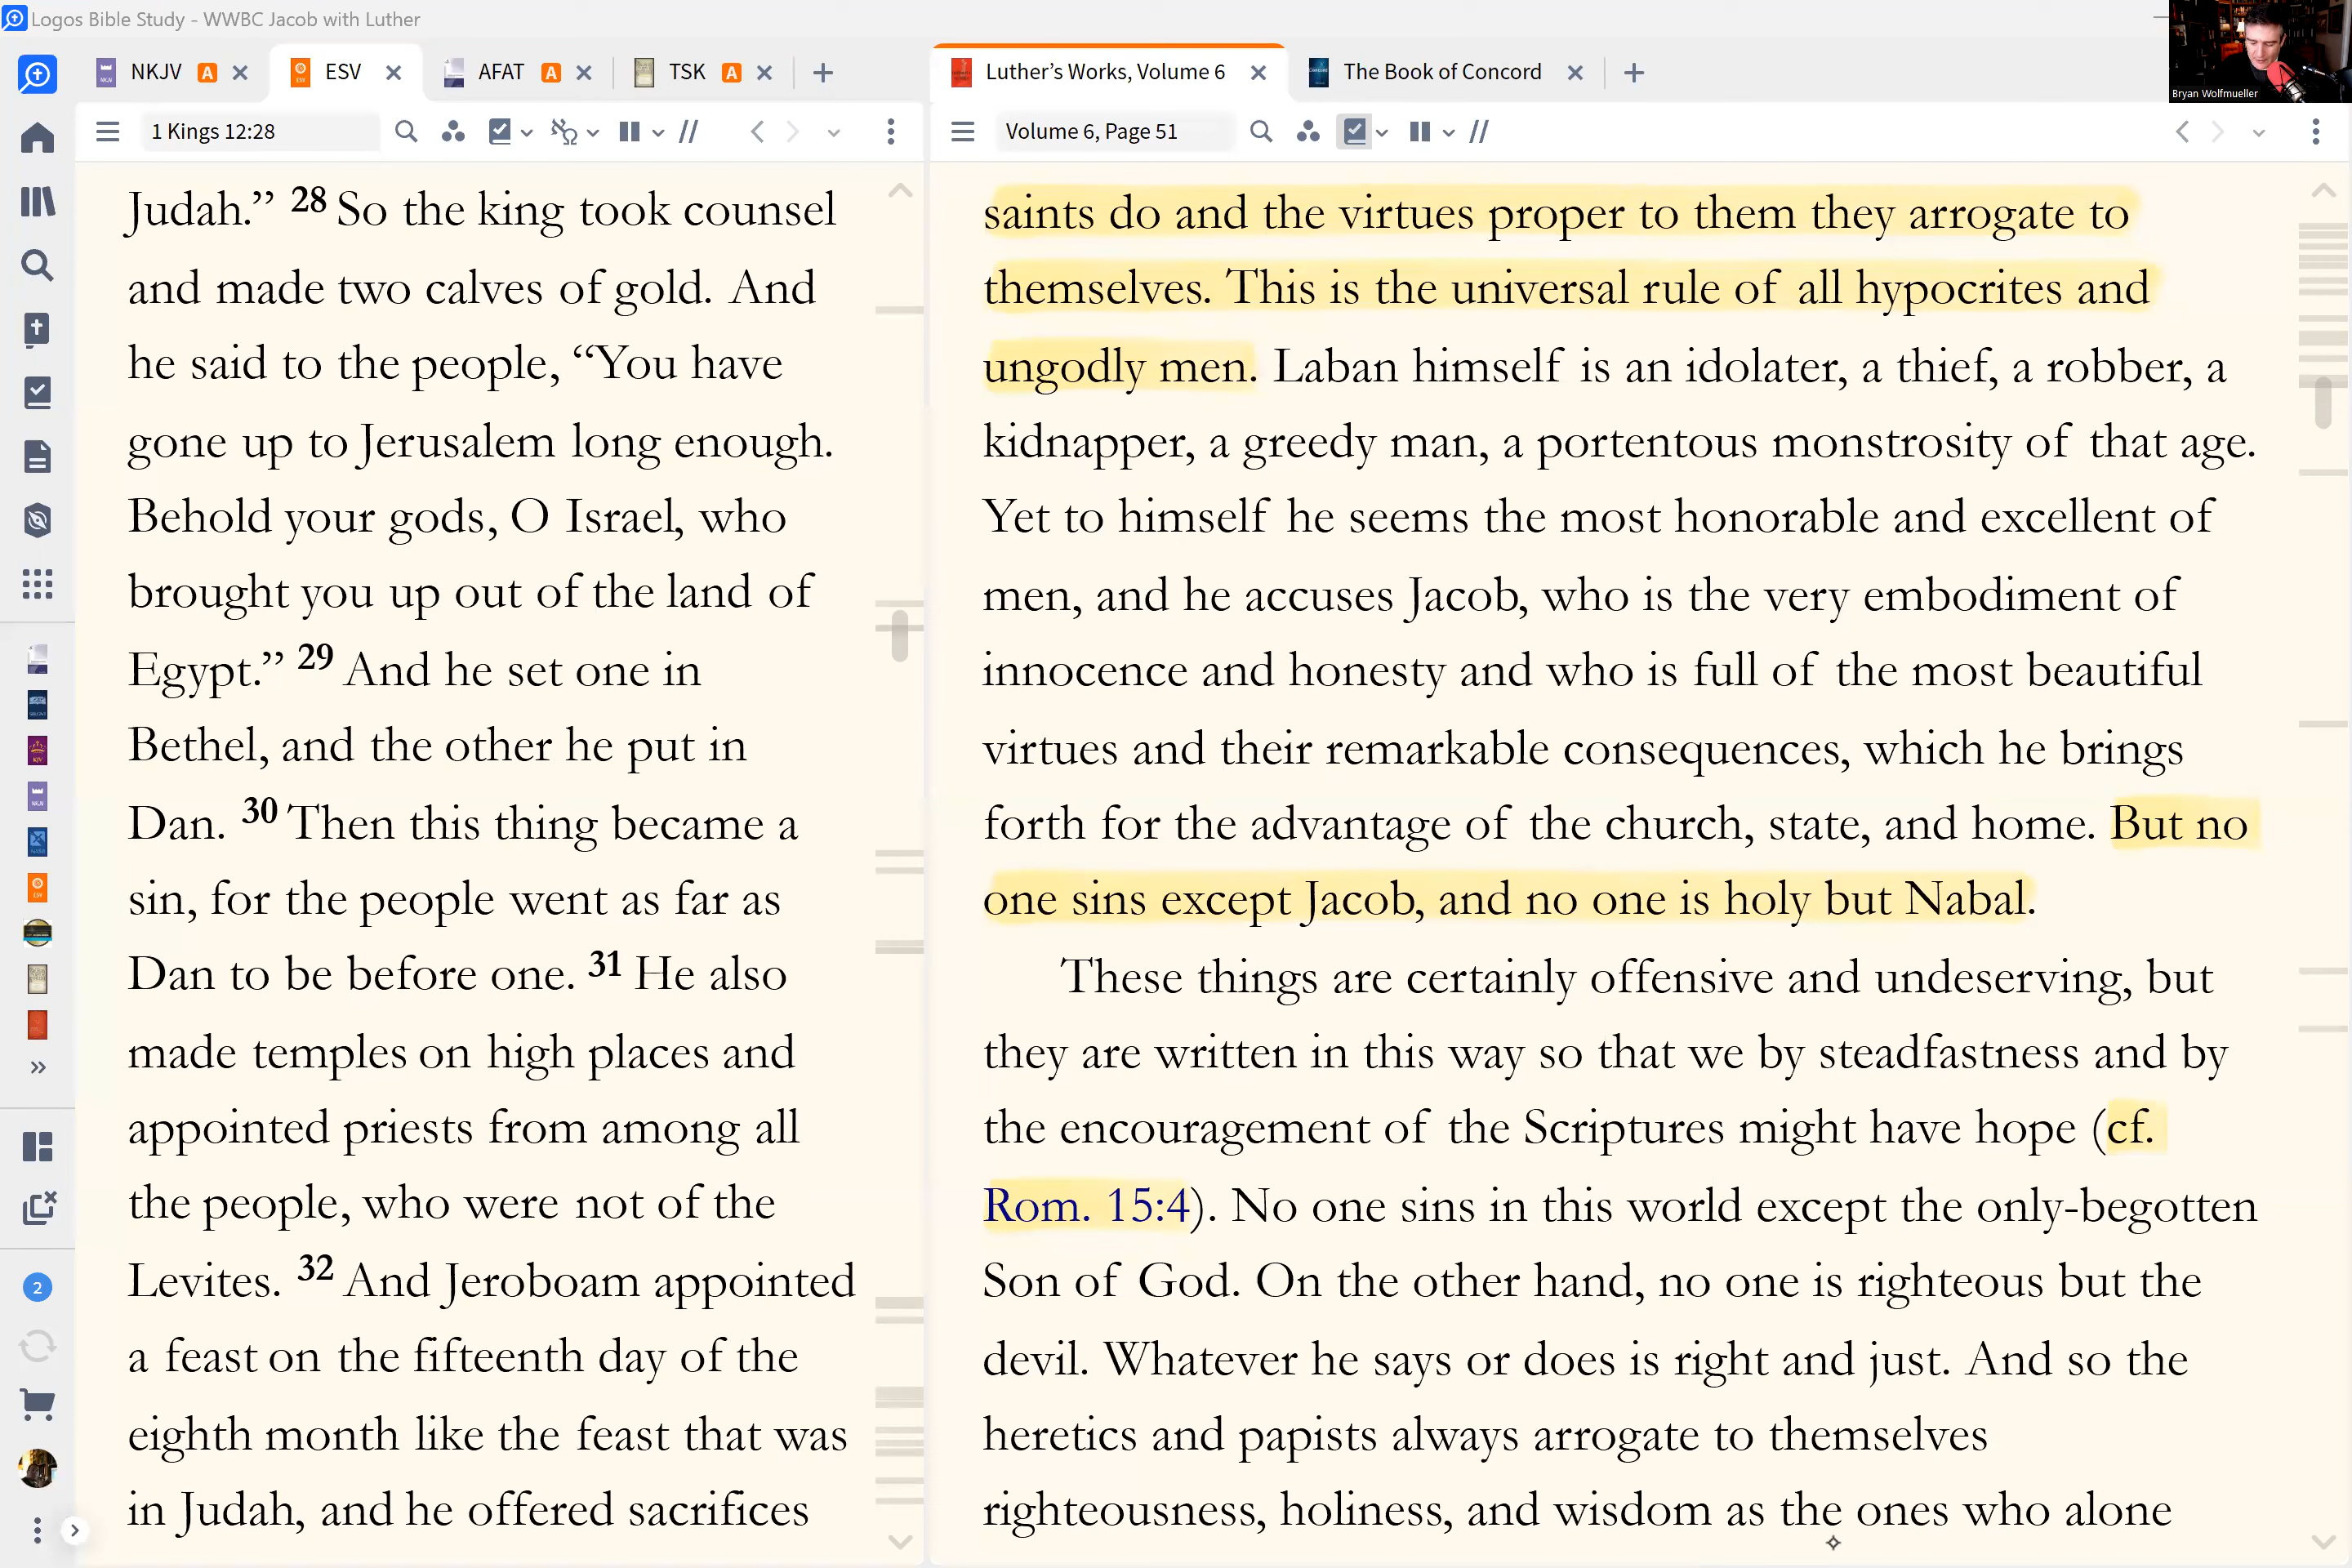 Logos Bible Study - WWBC Jacob with Luther
NKJV A
ESV
AFAT A
TSK A
Luther's Works, Volume 6
The Book of Concord
Bryan Wolfmueller
1 Kings 12:28
Volume 6, Page 51
Judah.” 28 So the king took counsel
and made two calves of gold. And
he said to the people, “You have
gone up to Jerusalem long enough.
Behold your gods, O Israel, who
brought you up out of the land of
Egypt.” 29 And he set one in
Bethel, and the other he put in
Dan. 30 Then this thing became a
sin, for the people went as far as
Dan to be before one. 31 He also
made temples on high places and
appointed priests from among all
the people, who were not of the
Levites. 32 And Jeroboam appointed
a feast on the fifteenth day of the
eighth month like the feast that was
in Judah, and he offered sacrifices
saints do and the virtues proper to them they arrogate to
themselves. This is the universal rule of all hypocrites and
ungodly men. Laban himself is an idolater, a thief, a robber, a
kidnapper, a greedy man, a portentous monstrosity of that age.
Yet to himself he seems the most honorable and excellent of
men, and he accuses Jacob, who is the very embodiment of
innocence and honesty and who is full of the most beautiful
virtues and their remarkable consequences, which he brings
forth for the advantage of the church, state, and home. But no
one sins except Jacob, and no one is holy but Nabal.
These things are certainly offensive and undeserving, but
they are written in this way so that we by steadfastness and by
the encouragement of the Scriptures might have hope (cf.
Rom. 15:4). No one sins in this world except the only-begotten
Son of God. On the other hand, no one is righteous but the
devil. Whatever he says or does is right and just. And so the
heretics and papists always arrogate to themselves
righteousness, holiness, and wisdom as the ones who alone
2